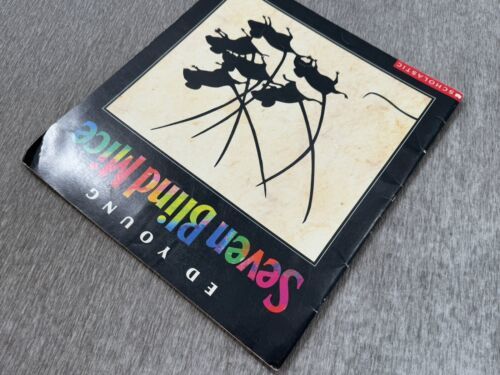 ED YOUNG
Seven Blind Mice
SCHOLASTIC